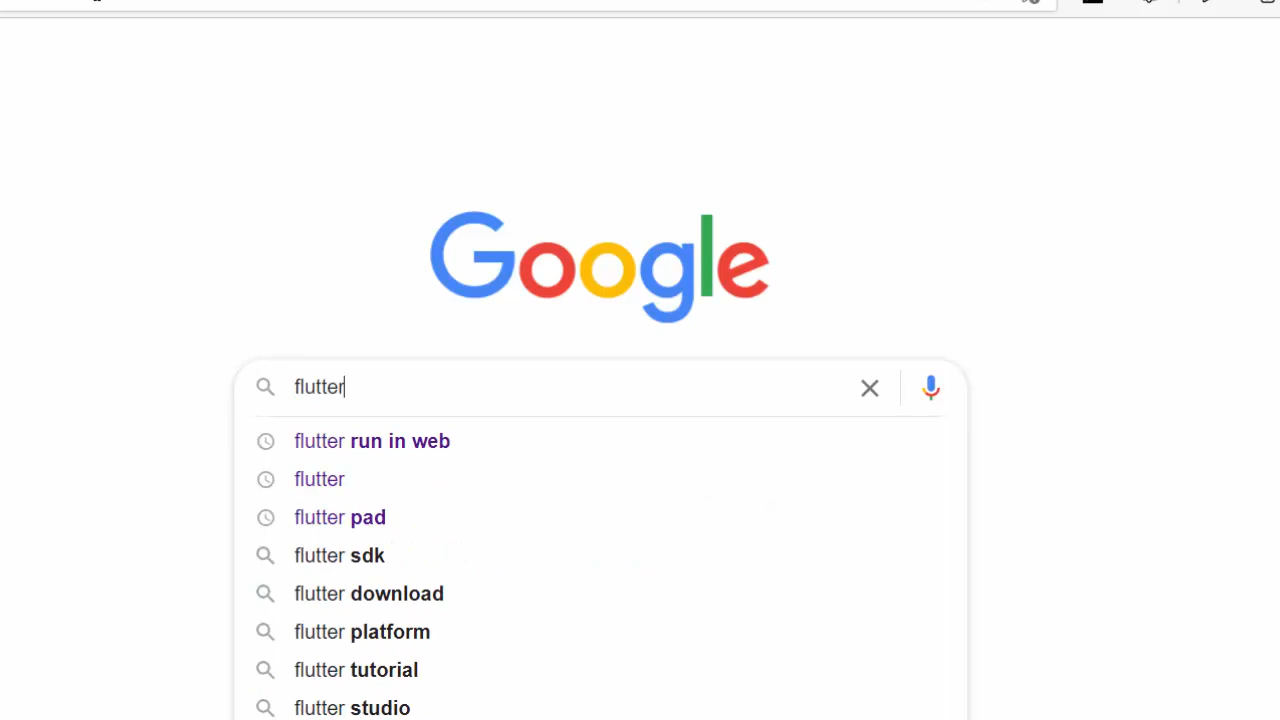 Google
flutter
flutter run in web
flutter
flutter pad
flutter sdk
flutter download
flutter platform
flutter tutorial
flutter studio